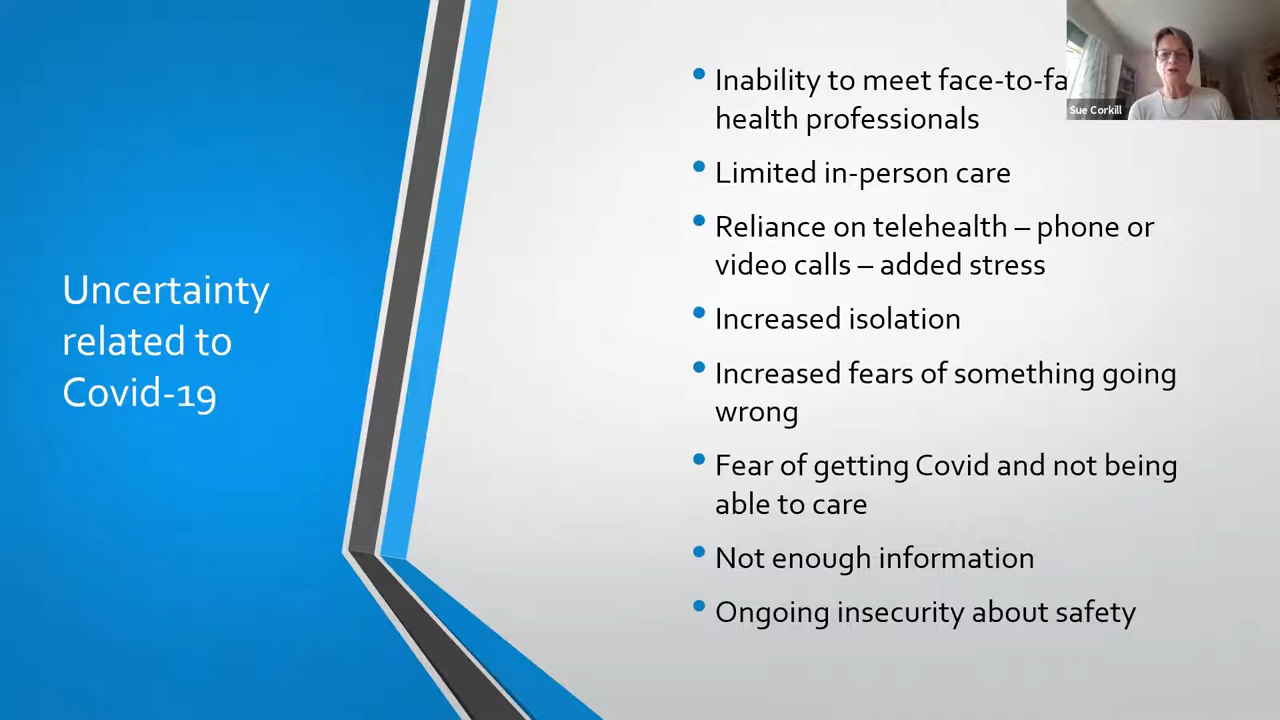 Uncertainty
related to
Covid-19
Inability to meet face-to-fa
health professionals
Limited in-person care
Reliance on telehealth – phone or
video calls – added stress
Increased isolation
Increased fears of something going
wrong
Fear of getting Covid and not being
able to care
Not enough information
Ongoing insecurity about safety
Sue Corkill